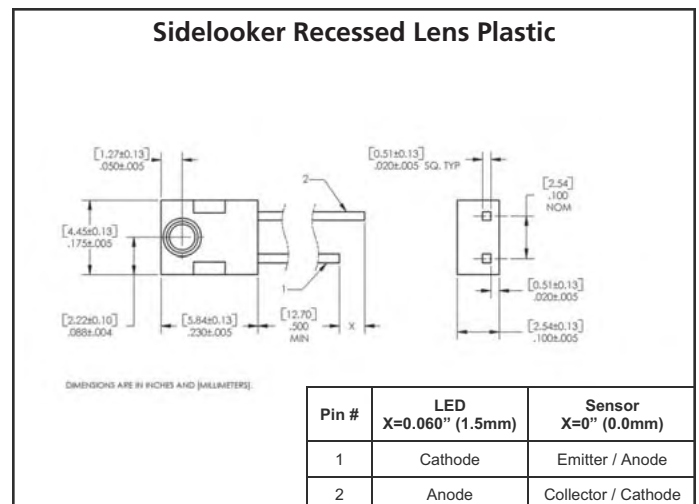 Sidelooker Recessed Lens Plastic
[1.27±0.13]
.050±.005
[0.51±0.13]
.020±.005 SQ. TYP
2
[2.54]
.100
NOM
[4.45±0.13]
.175±.005
1
[0.51±0.13]
.020±.005
[2.22±0.10]
.088±.004
[5.84±0.13]
.230±.005
[12.70]
.500
MIN
X
[2.54±0.13]
.100±.005
DIMENSIONS ARE IN INCHES AND [MILLIMETERS].
Pin # LED Sensor
X=0.060” (1.5mm) X=0” (0.0mm)
1 Cathode Emitter / Anode
2 Anode Collector / Cathode